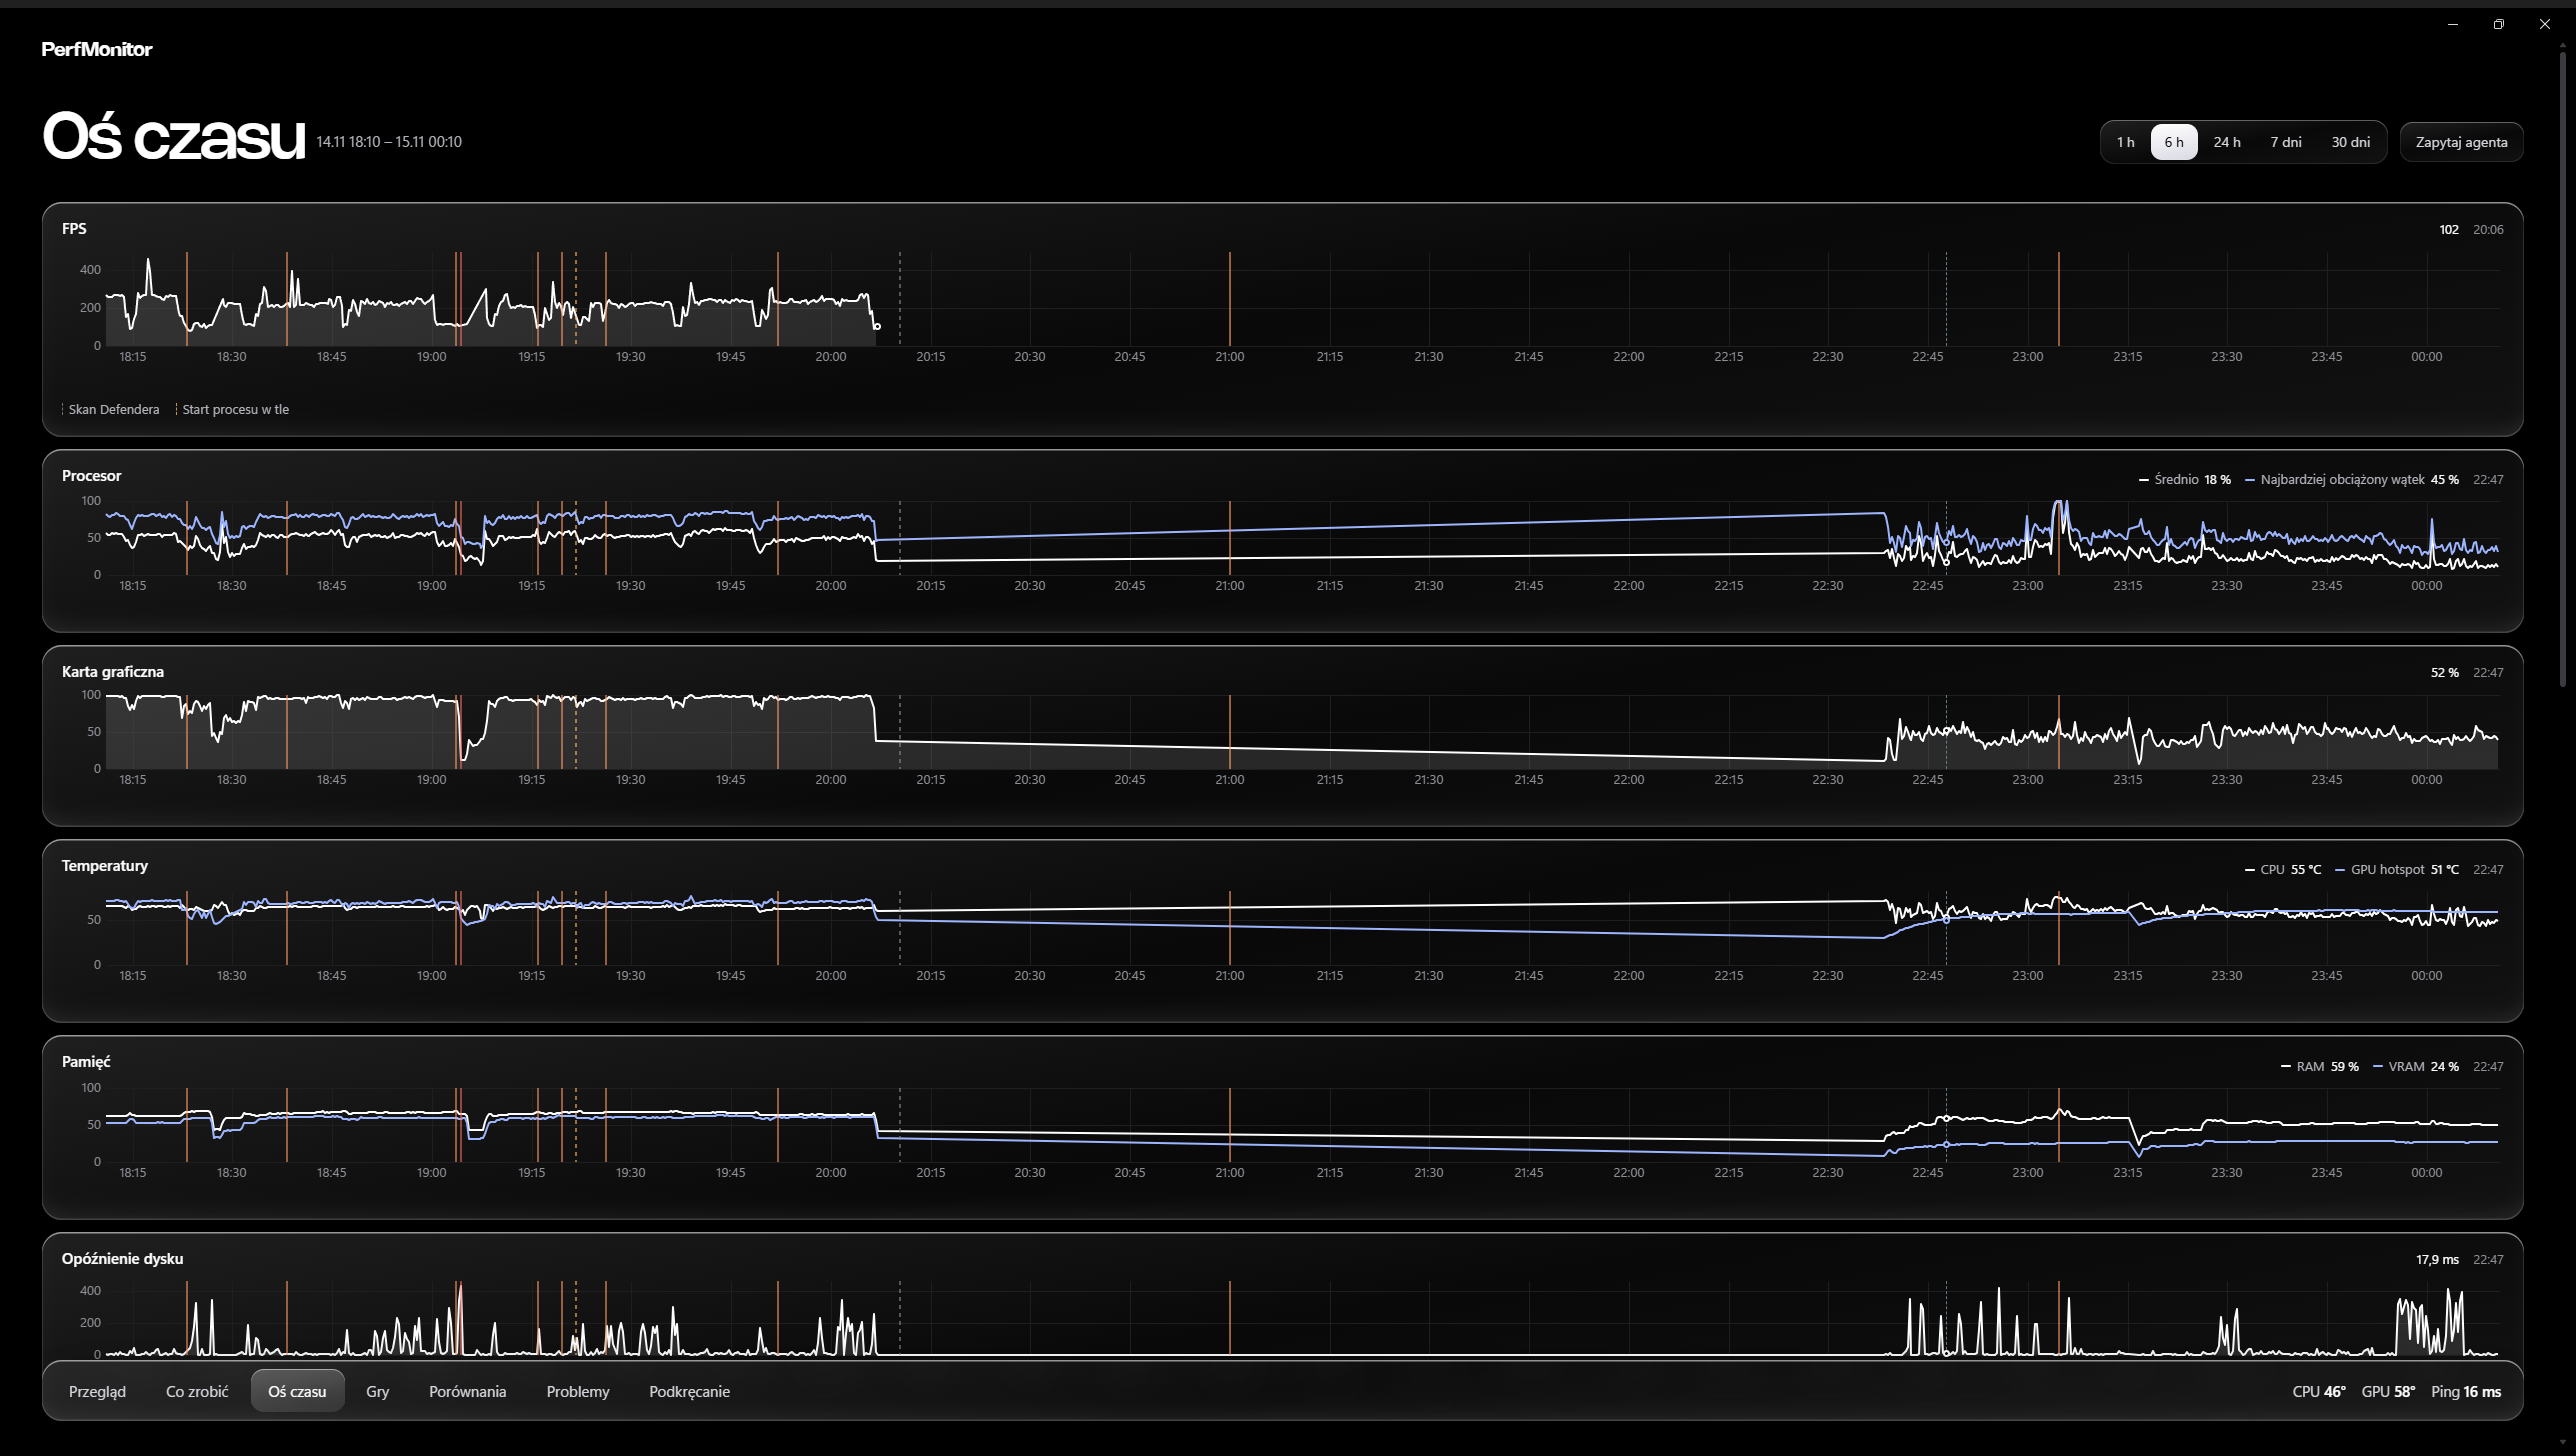 PerfMonitor
Oś czasu 14.11 18:10 – 15.11 00:10
1 h 6 h 24 h 7 dni 30 dni Zapytaj agenta
FPS 102 20:06
400
200
0
18:15 18:30 18:45 19:00 19:15 19:30 19:45 20:00 20:15 20:30 20:45 21:00 21:15 21:30 21:45 22:00 22:15 22:30 22:45 23:00 23:15 23:30 23:45 00:00
Skan Defendera Start procesu w tle
Procesor Średnio 18 % Najbardziej obciążony wątek 45 % 22:47
100
50
0
18:15 18:30 18:45 19:00 19:15 19:30 19:45 20:00 20:15 20:30 20:45 21:00 21:15 21:30 21:45 22:00 22:15 22:30 22:45 23:00 23:15 23:30 23:45 00:00
Karta graficzna 52 % 22:47
100
50
0
18:15 18:30 18:45 19:00 19:15 19:30 19:45 20:00 20:15 20:30 20:45 21:00 21:15 21:30 21:45 22:00 22:15 22:30 22:45 23:00 23:15 23:30 23:45 00:00
Temperatury CPU 55 °C GPU hotspot 51 °C 22:47
50
0
18:15 18:30 18:45 19:00 19:15 19:30 19:45 20:00 20:15 20:30 20:45 21:00 21:15 21:30 21:45 22:00 22:15 22:30 22:45 23:00 23:15 23:30 23:45 00:00
Pamięć RAM 59 % VRAM 24 % 22:47
100
50
0
18:15 18:30 18:45 19:00 19:15 19:30 19:45 20:00 20:15 20:30 20:45 21:00 21:15 21:30 21:45 22:00 22:15 22:30 22:45 23:00 23:15 23:30 23:45 00:00
Opóźnienie dysku 17,9 ms 22:47
400
200
0
Przegląd Co zrobić Oś czasu Gry Porównania Problemy Podkręcanie CPU 46° GPU 58° Ping 16 ms